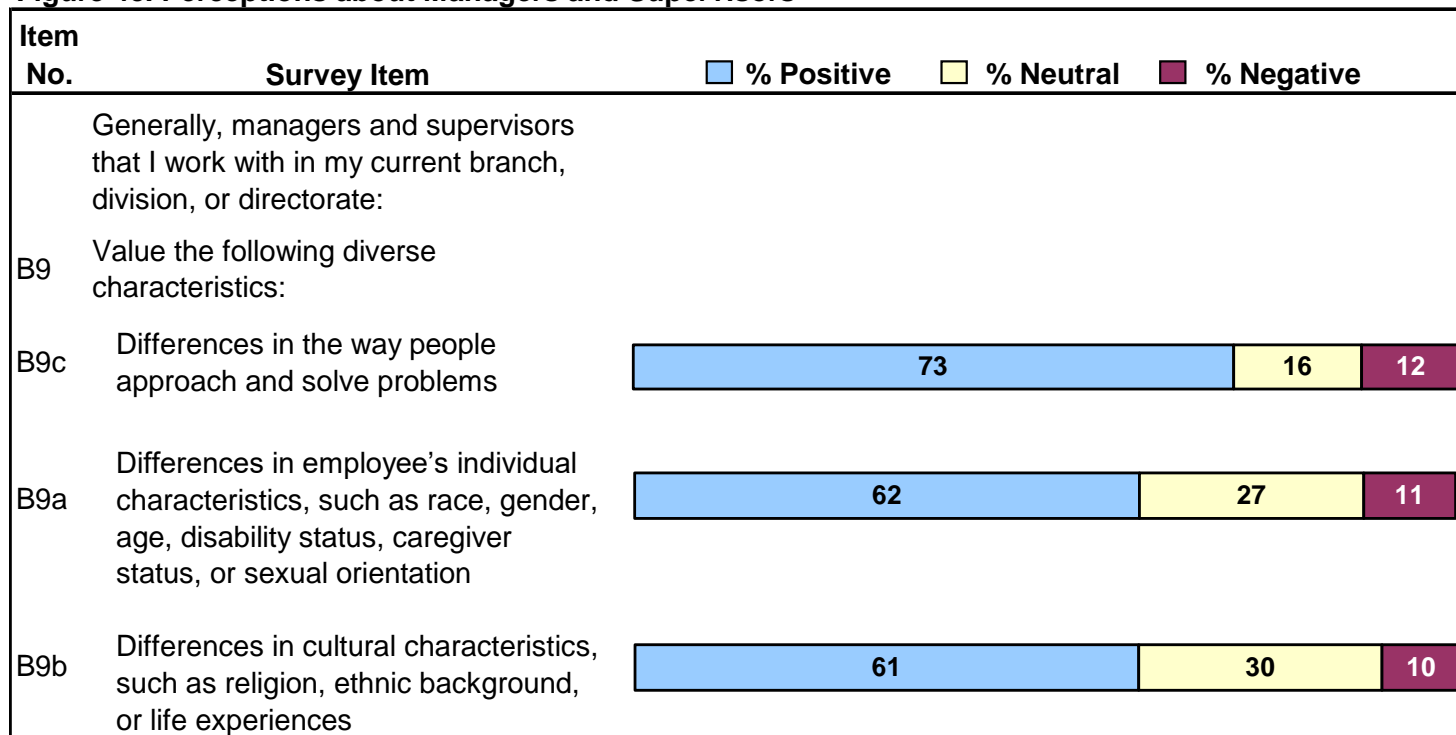 Item
No. Survey Item % Positive % Neutral % Negative
Generally, managers and supervisors
that I work with in my current branch,
division, or directorate:
B9 Value the following diverse
characteristics:
B9c Differences in the way people
approach and solve problems
73 16 12
B9a Differences in employee’s individual
characteristics, such as race, gender,
age, disability status, caregiver
status, or sexual orientation
62 27 11
B9b Differences in cultural characteristics,
such as religion, ethnic background,
or life experiences
61 30 10